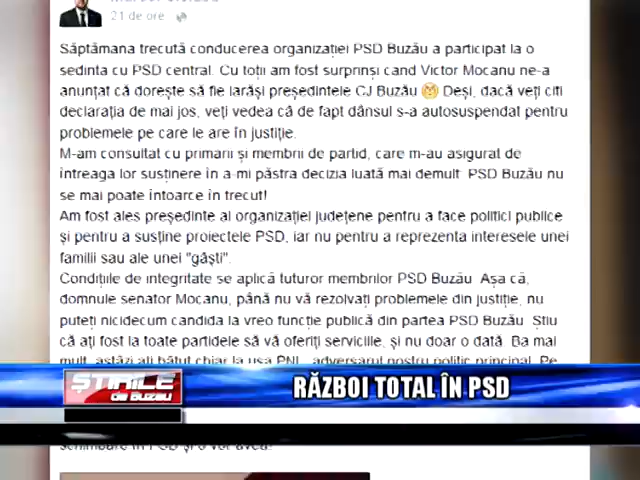 21 de ore
Săptămana trecută conducerea organizației PSD Buzău a participat la o
sedinta cu PSD central. Cu toții am fost surprinși cand Victor Mocanu ne-a
anunțat că dorește să fie Iarăși președintele CJ Buzău Deși, dacă veți citi
declarația de mai jos, veți vedea că de fapt dânsul s-a autosuspendat pentru
problemele pe care le are în justiție.
M-am consultat cu primarii și membrii de partid, care m-au asigurat de
întreaga lor susținere în a-mi păstra decizia luată mai demult PSD Buzău nu
se mai poate întoarce în trecut!
Am fost ales președinte al organizației județene pentru a face politici publice
și pentru a susține proiectele PSD, iar nu pentru a reprezenta interesele unei
familii sau ale unei "găști".
Condițiile de integritate se aplică tuturor membrilor PSD Buzău Așa că,
domnule senator Mocanu, până nu vă rezolvați problemele din justiție, nu
puteți nicidecum candida la vreo funcție publică din partea PSD Buzău Știu
că ați fost la toate partidele să vă oferiți serviciile, și nu doar o dată. Ba mai
mult, astăzi ați bătut chiar la ușa PNL, adversarul nostru politic principal. Pe
ȘTIRILE
de Buzău
RĂZBOI TOTAL ÎN PSD